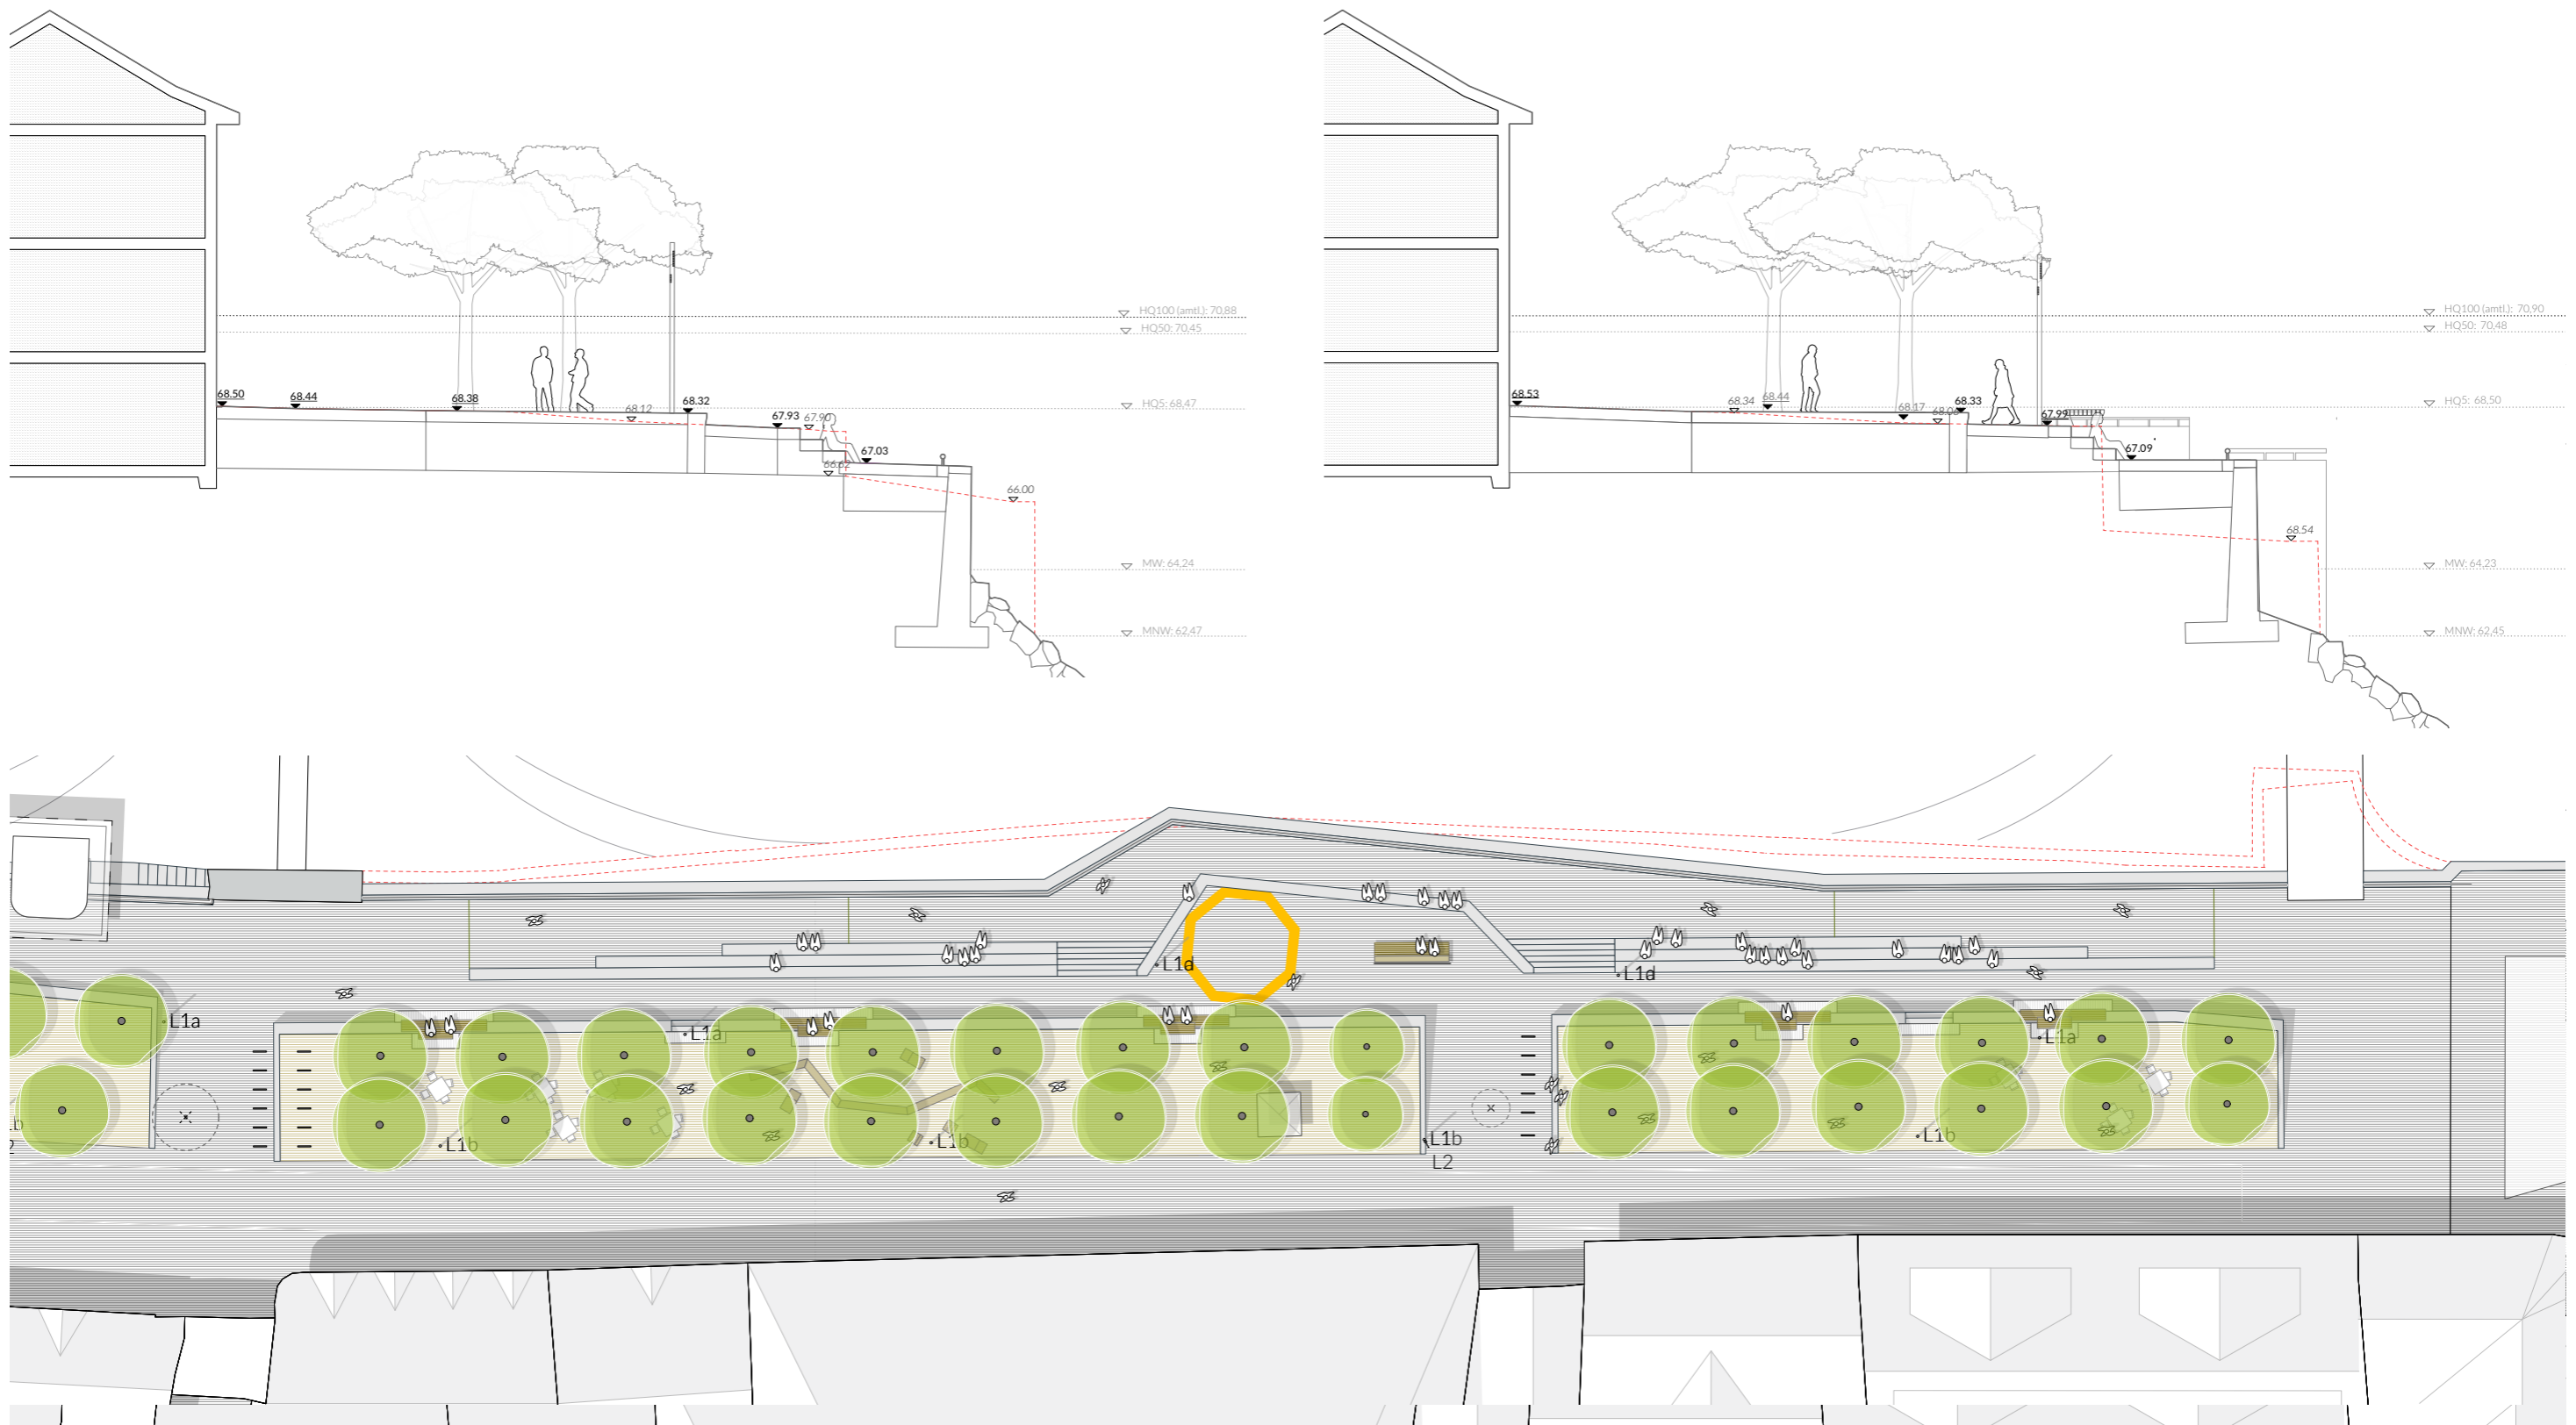 HQ100 (amtl.): 70,88
HQ50: 70,45
68.50
68.44
68.38
68.12
68.32
67.93
67.90
HQ5: 68,47
67.03
66.62
66.00
MW: 64,24
MNW: 62,47
HQ100 (amtl.): 70,90
HQ50: 70,48
68.53
68.34
68.44
68.17
68.33
67.99
HQ5: 68,50
67.09
68.54
MW: 64,23
MNW: 62,45
L1d
L1d
L1a
L1a
L1a
L1b
L1b
L1b
L2
L1b